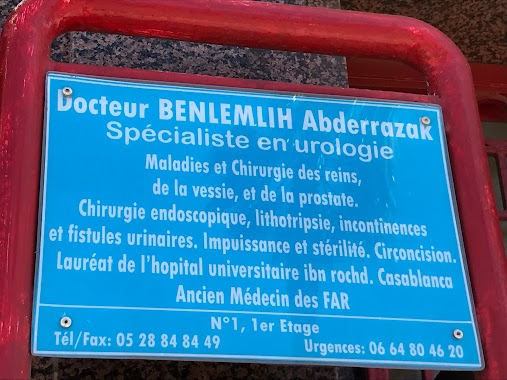 Docteur BENLEMLIH Abderrazak
Spécialiste en urologie
Maladies et Chirurgie des reins,
de la vessie, et de la prostate.
Chirurgie endoscopique, lithotripsie, incontinences
et fistules urinaires. Impuissance et stérilité. Cirçoncision.
Lauréat de l'hopital universitaire ibn rochd. Casablanca
Ancien Médecin des FAR
N°1, 1er Etage
Tél/Fax: 05 28 84 84 49 Urgences: 06 64 80 46 20